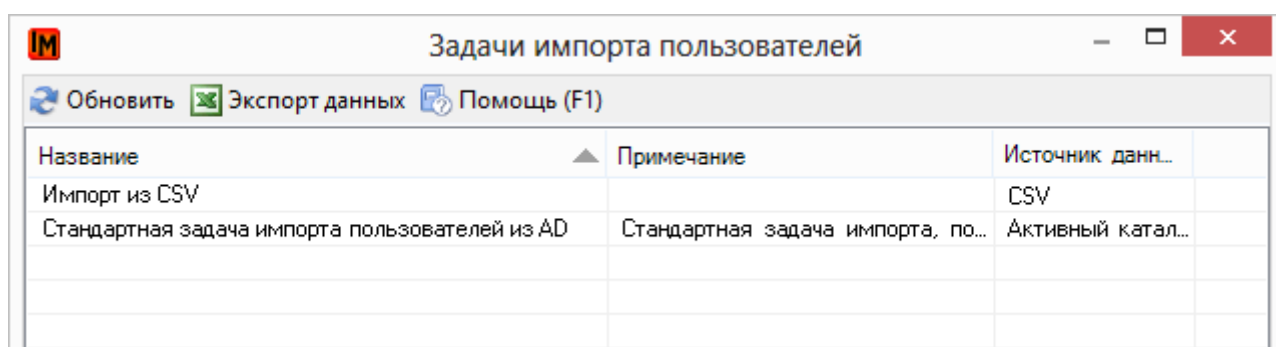 IM Задачи импорта пользователей
Обновить Экспорт данных Помощь (F1)
Название Примечание Источник данн...
Импорт из CSV CSV
Стандартная задача импорта пользователей из AD Стандартная задача импорта, по... Активный катал...